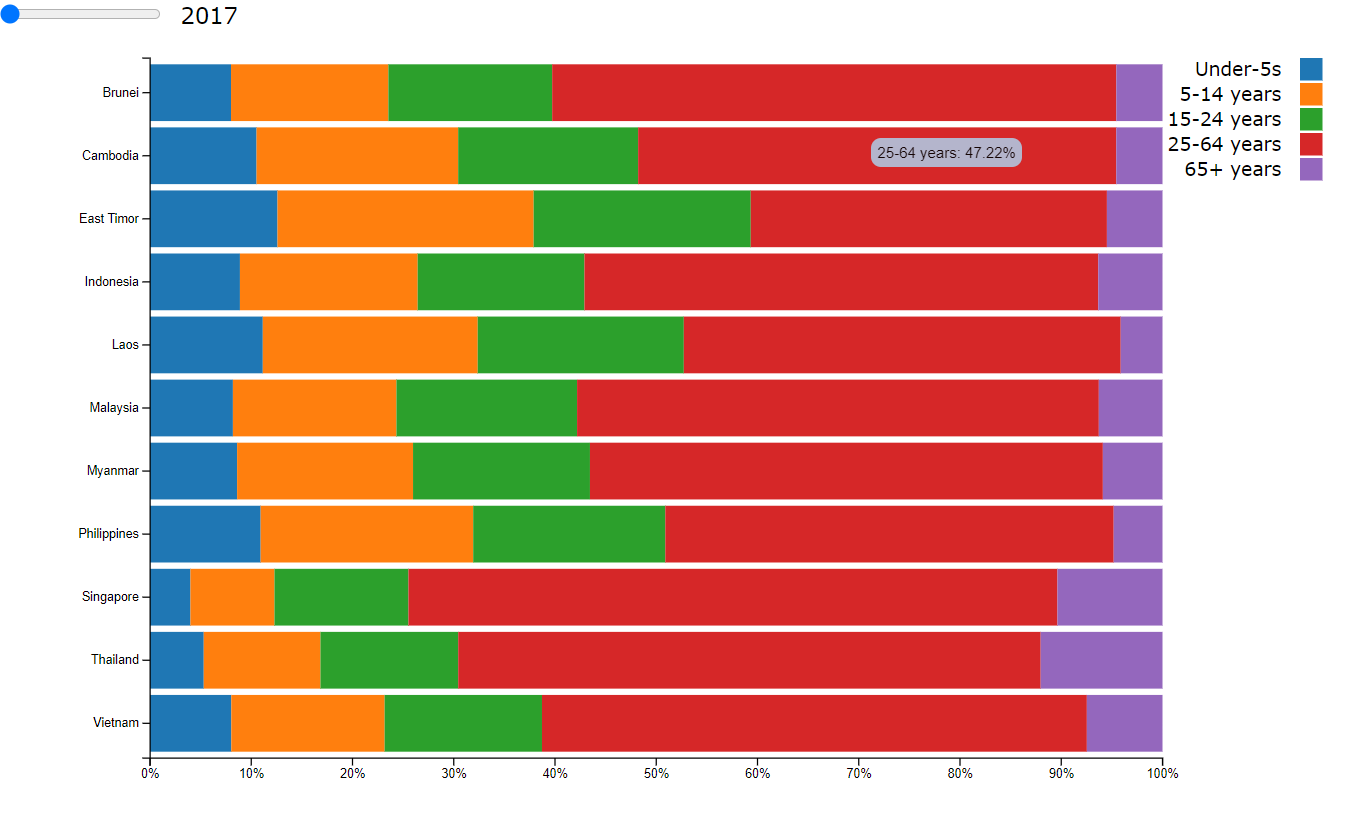 2017
Under-5s
5-14 years
15-24 years
25-64 years
65+ years
Brunei
Cambodia
25-64 years: 47.22%
East Timor
Indonesia
Laos
Malaysia
Myanmar
Philippines
Singapore
Thailand
Vietnam
0% 10% 20% 30% 40% 50% 60% 70% 80% 90% 100%